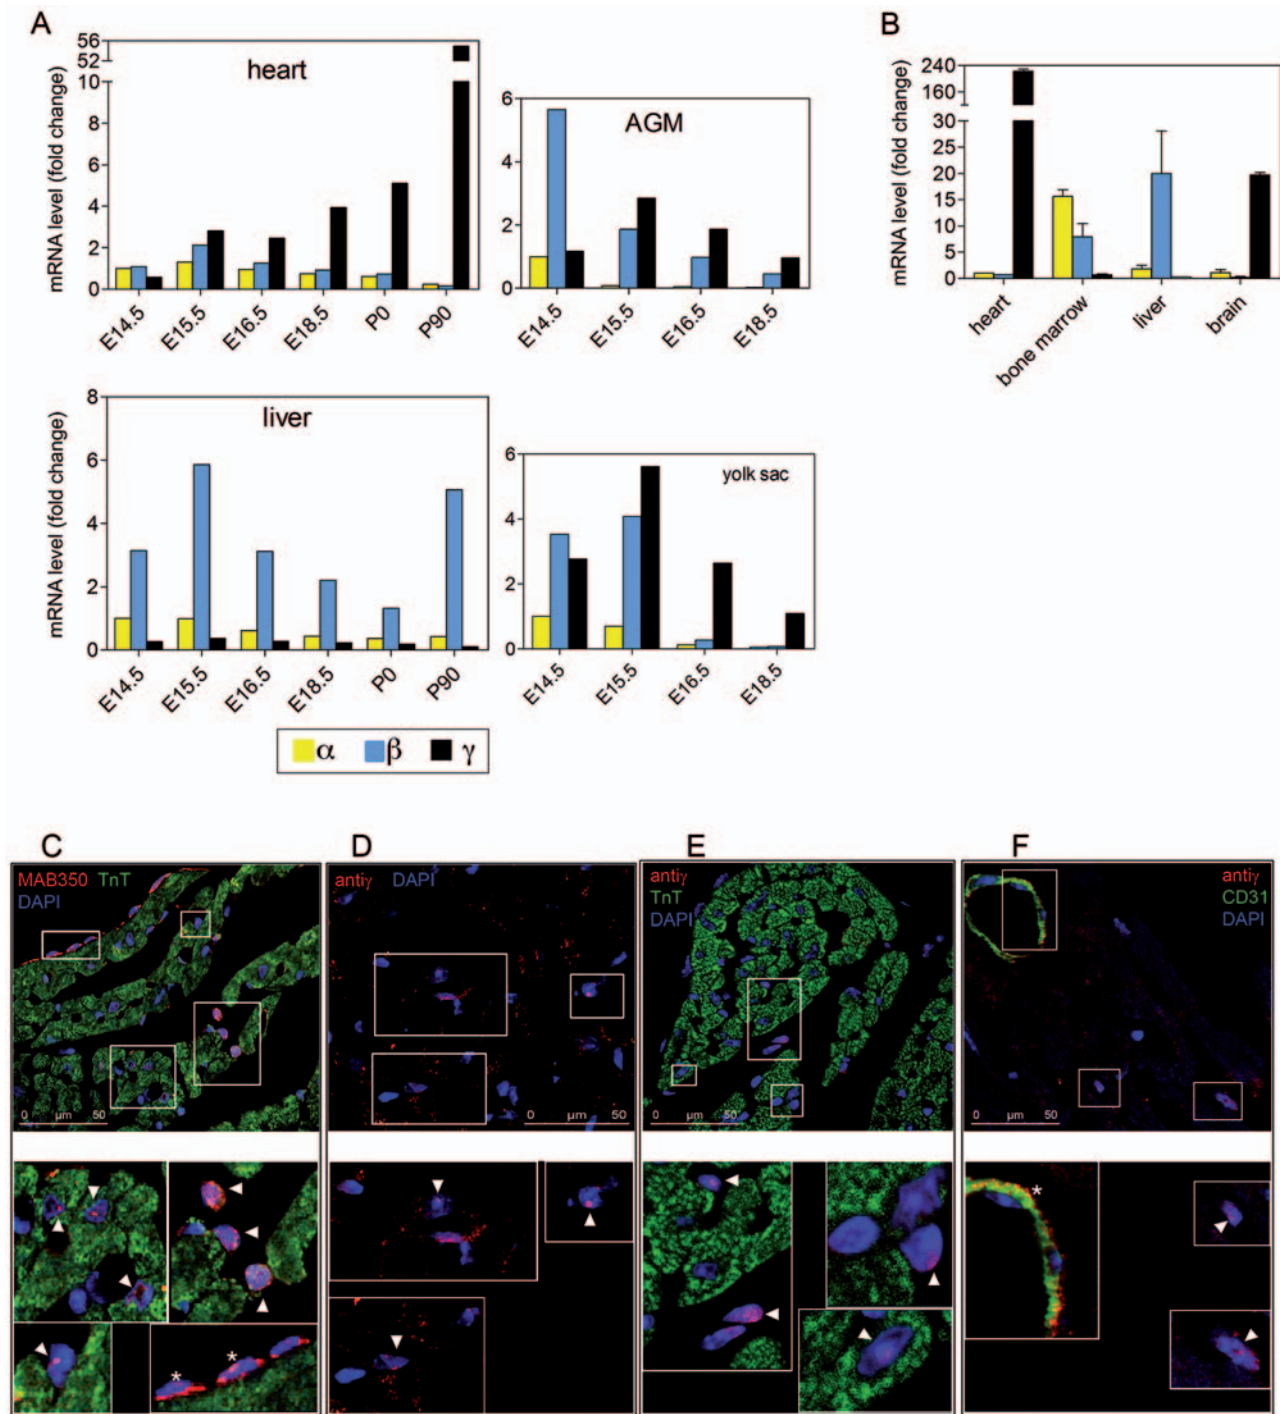 A
mRNA level (fold change)
56
52
10
8
6
4
2
0
heart
E14.5
E15.5
E16.5
E18.5
P0
P90
6
4
2
0
AGM
E14.5
E15.5
E16.5
E18.5
B
mRNA level (fold change)
240
160
30
25
20
15
10
5
0
heart
bone marrow
liver
brain
mRNA level (fold change)
8
6
4
2
0
liver
E14.5
E15.5
E16.5
E18.5
P0
P90
6
4
2
0
yolk sac
E14.5
E15.5
E16.5
E18.5
α β γ
C
MAB350 TnT
DAPI
0 µm 50
D
antiγ DAPI
0 µm 50
E
antiγ
TnT
DAPI
0 µm 50
F
antiγ
CD31
DAPI
0 µm 50